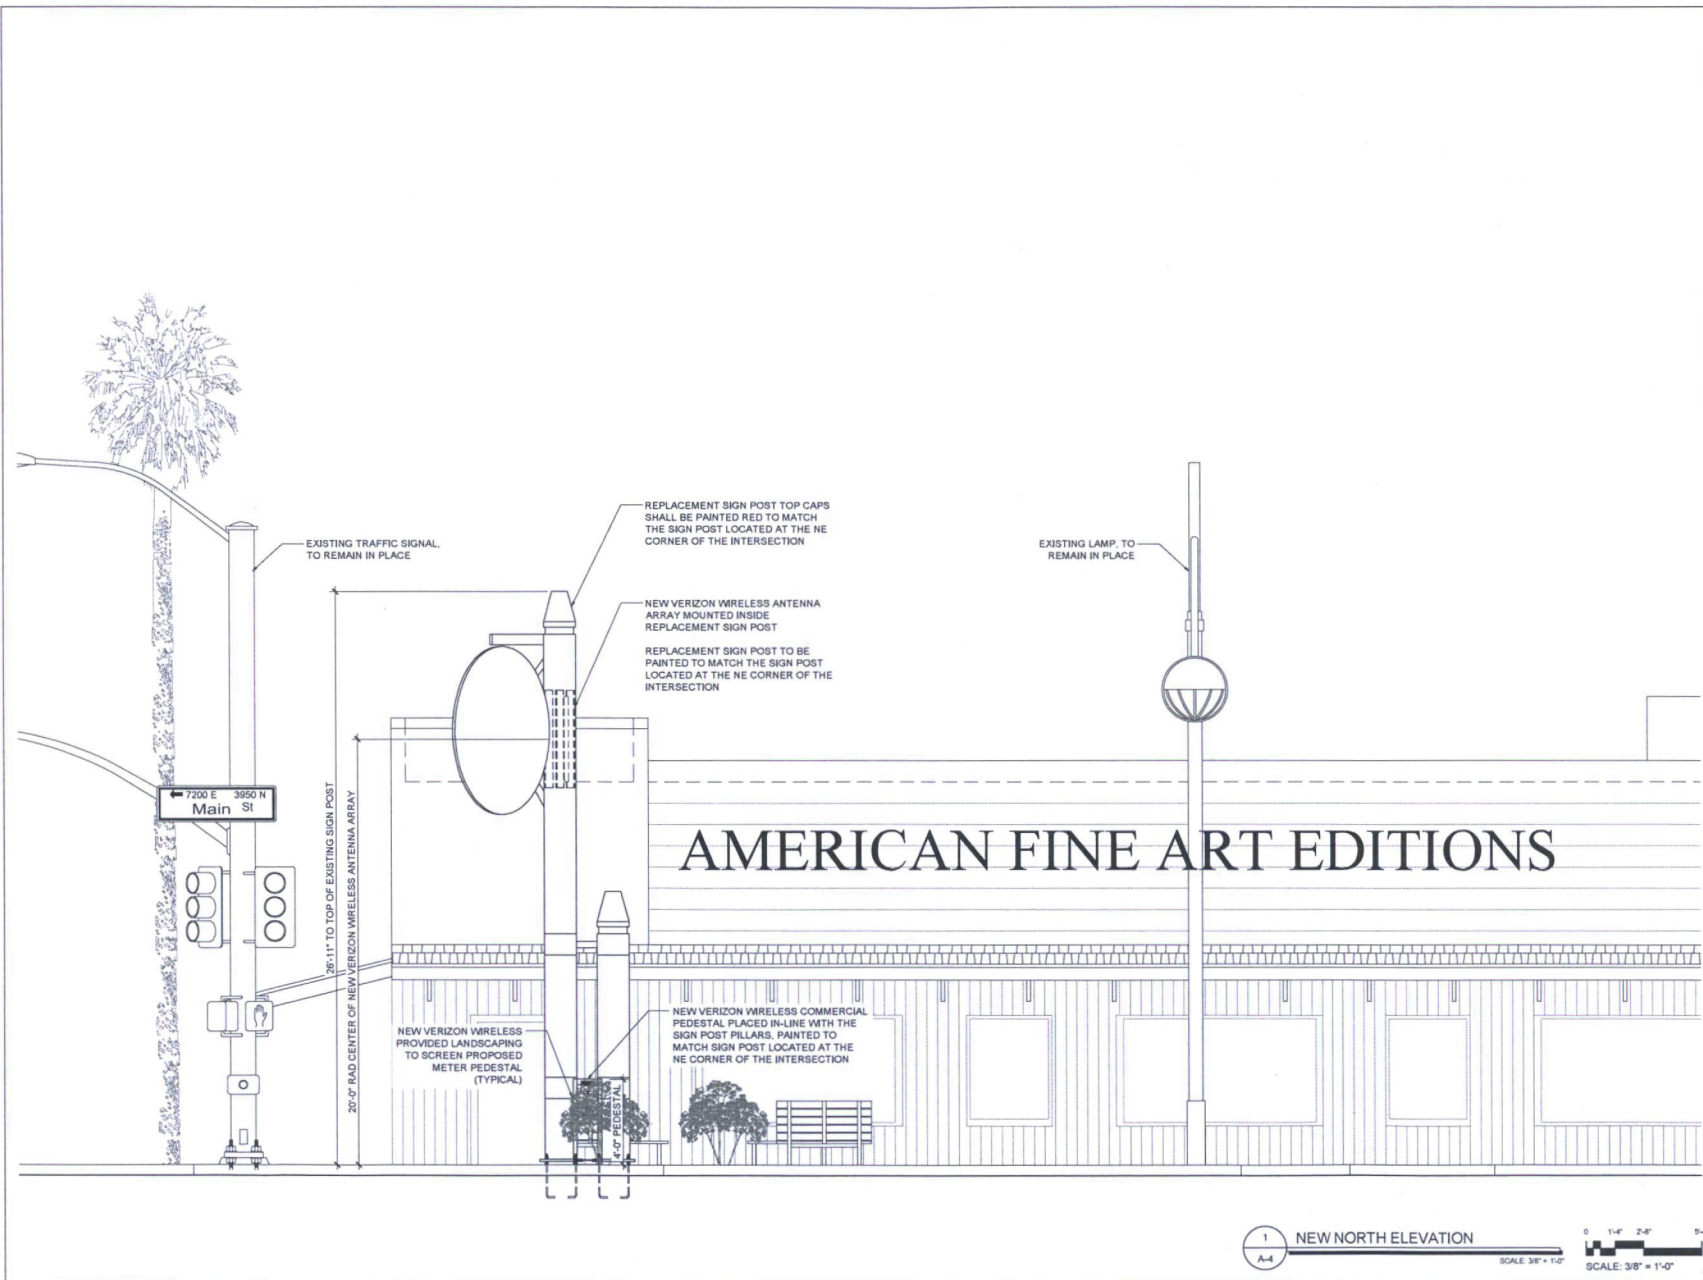 REPLACEMENT SIGN POST TOP CAPS
SHALL BE PAINTED RED TO MATCH
THE SIGN POST LOCATED AT THE NE
CORNER OF THE INTERSECTION
EXISTING TRAFFIC SIGNAL,
TO REMAIN IN PLACE
EXISTING LAMP, TO
REMAIN IN PLACE
NEW VERIZON WIRELESS ANTENNA
ARRAY MOUNTED INSIDE
REPLACEMENT SIGN POST
REPLACEMENT SIGN POST TO BE
PAINTED TO MATCH THE SIGN POST
LOCATED AT THE NE CORNER OF THE
INTERSECTION
26'-11" TO TOP OF EXISTING SIGN POST
20'-0" RAD CENTER OF NEW VERIZON WIRELESS ANTENNA ARRAY
7200 E 3950 N
Main St
AMERICAN FINE ART EDITIONS
NEW VERIZON WIRELESS
PROVIDED LANDSCAPING
TO SCREEN PROPOSED
METER PEDESTAL
(TYPICAL)
NEW VERIZON WIRELESS COMMERCIAL
PEDESTAL PLACED IN-LINE WITH THE
SIGN POST PILLARS, PAINTED TO
MATCH SIGN POST LOCATED AT THE
NE CORNER OF THE INTERSECTION
4'-0" PEDESTAL
1
A-4
NEW NORTH ELEVATION
SCALE: 3/8" = 1'-0"
0 1'-4" 2'-8"
SCALE: 3/8" = 1'-0"